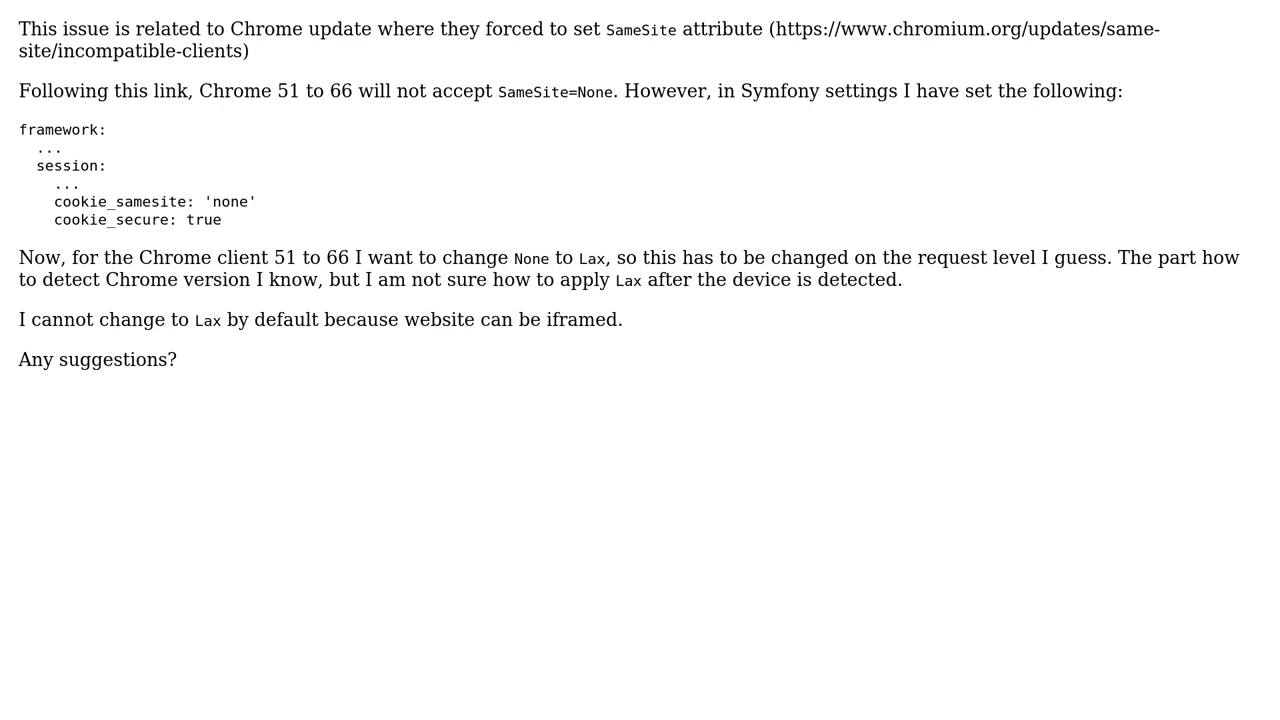 This issue is related to Chrome update where they forced to set SameSite attribute (https://www.chromium.org/updates/same-
site/incompatible-clients)
Following this link, Chrome 51 to 66 will not accept SameSite=None. However, in Symfony settings I have set the following:
framework:
  ...
  session:
    ...
    cookie_samesite: 'none'
    cookie_secure: true
Now, for the Chrome client 51 to 66 I want to change None to Lax, so this has to be changed on the request level I guess. The part how
to detect Chrome version I know, but I am not sure how to apply Lax after the device is detected.
I cannot change to Lax by default because website can be iframed.
Any suggestions?